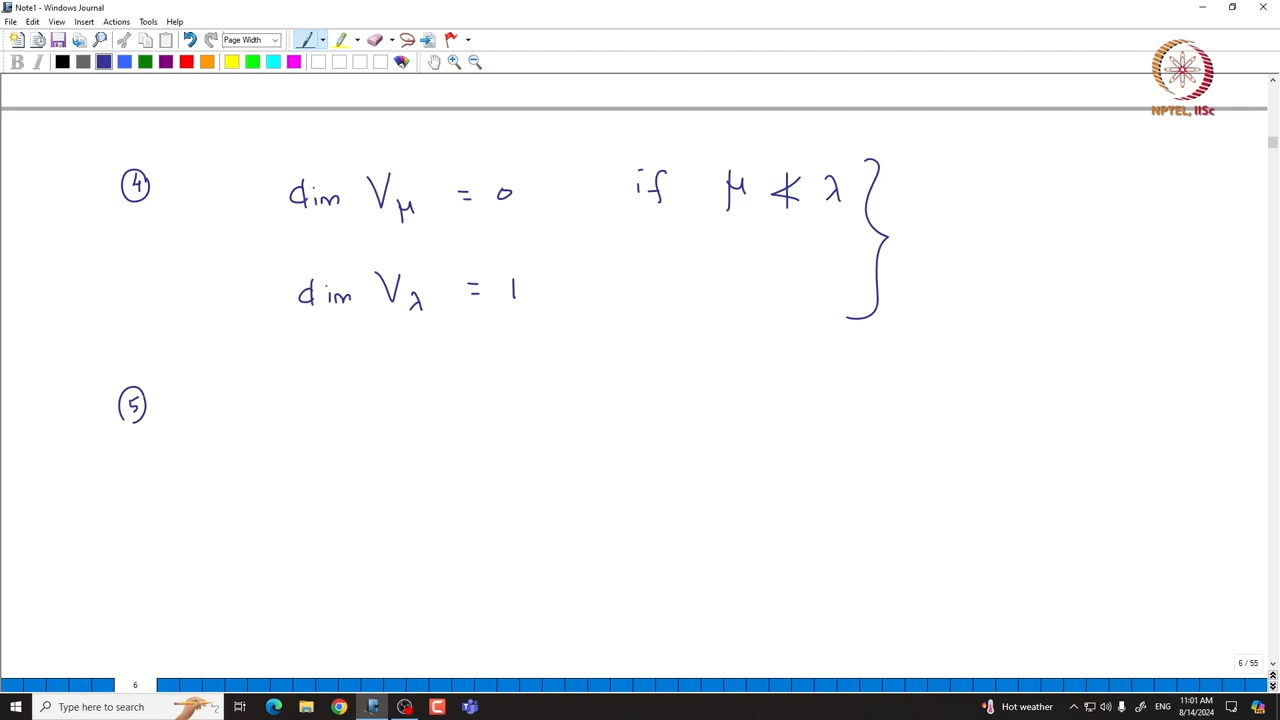 Note1 - Windows Journal
File Edit View Insert Actions Tools Help
Page Width
B I
NPTEL, IISc
④ dim V_μ = 0 if μ ≮ λ }
dim V_λ = 1
⑤
6 / 55
6
Type here to search
Hot weather
ENG
11:01 AM
8/14/2024